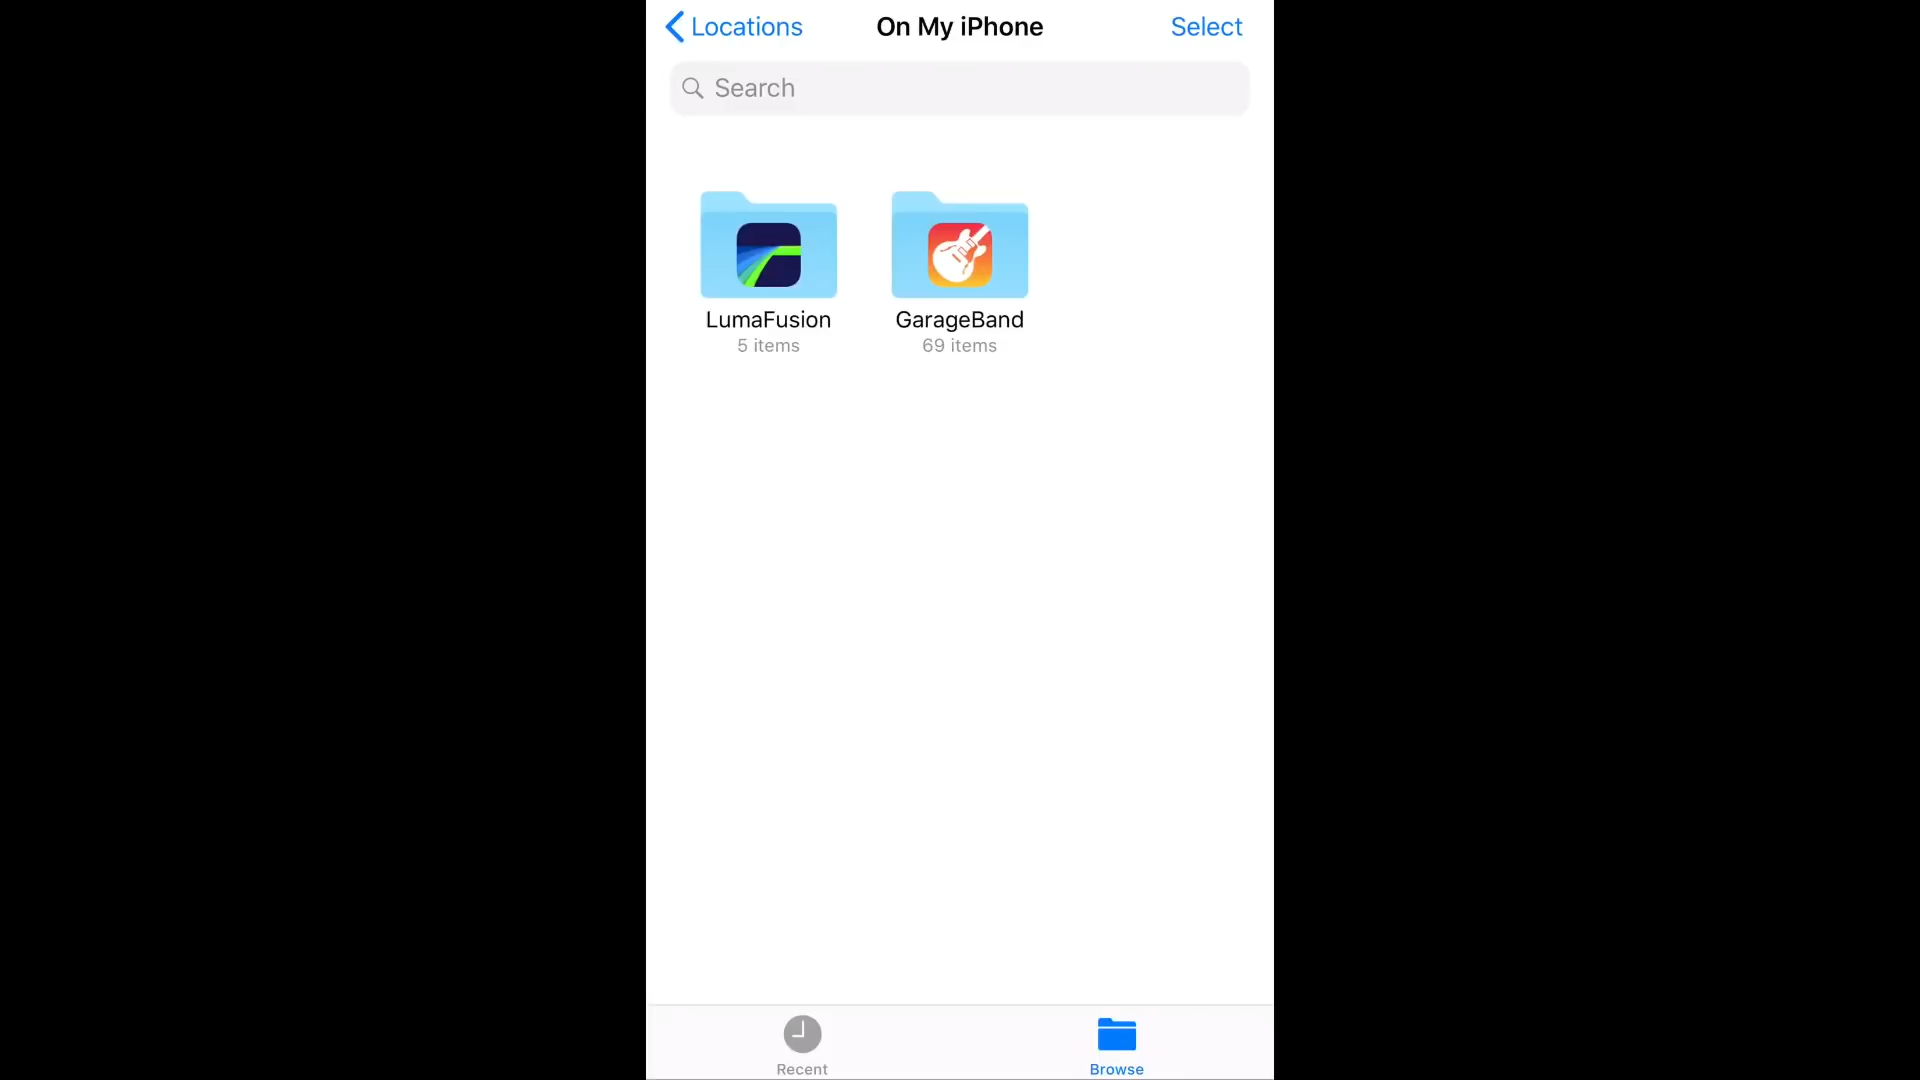 Locations
On My iPhone
Select
Search
LumaFusion
5 items
GarageBand
69 items
Recent
Browse